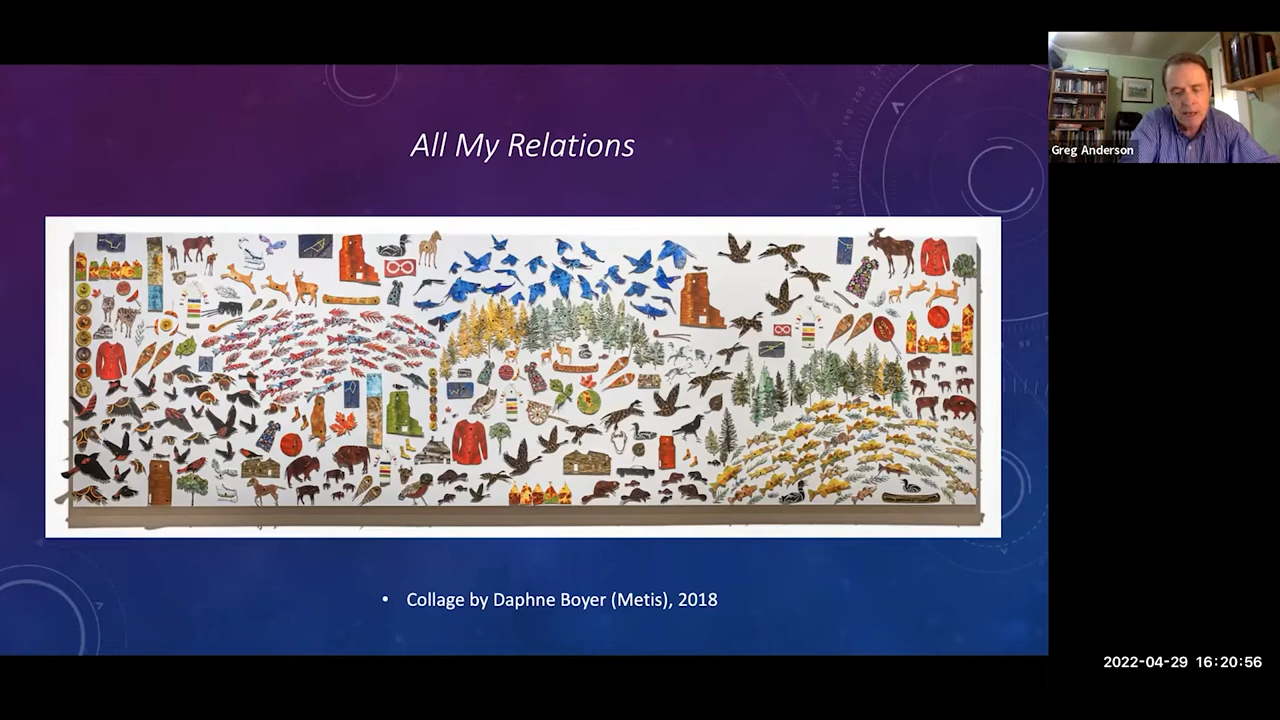 All My Relations
Greg Anderson
• Collage by Daphne Boyer (Metis), 2018
2022-04-29 16:20:56